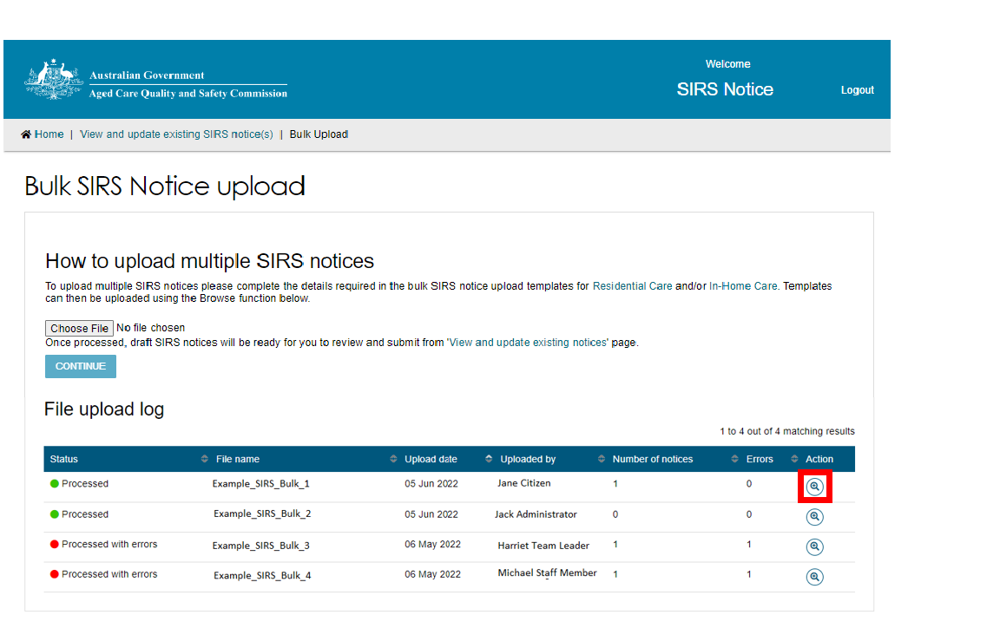 Australian Government
Aged Care Quality and Safety Commission
Welcome
SIRS Notice
Logout
Home | View and update existing SIRS notice(s) | Bulk Upload
Bulk SIRS Notice upload
How to upload multiple SIRS notices
To upload multiple SIRS notices please complete the details required in the bulk SIRS notice upload templates for Residential Care and/or In-Home Care. Templates
can then be uploaded using the Browse function below.
Choose File No file chosen
Once processed, draft SIRS notices will be ready for you to review and submit from 'View and update existing notices' page.
CONTINUE
File upload log
1 to 4 out of 4 matching results
Status File name Upload date Uploaded by Number of notices Errors Action
Processed Example_SIRS_Bulk_1 05 Jun 2022 Jane Citizen 1 0
Processed Example_SIRS_Bulk_2 05 Jun 2022 Jack Administrator 0 0
Processed with errors Example_SIRS_Bulk_3 06 May 2022 Harriet Team Leader 1 1
Processed with errors Example_SIRS_Bulk_4 06 May 2022 Michael Staff Member 1 1